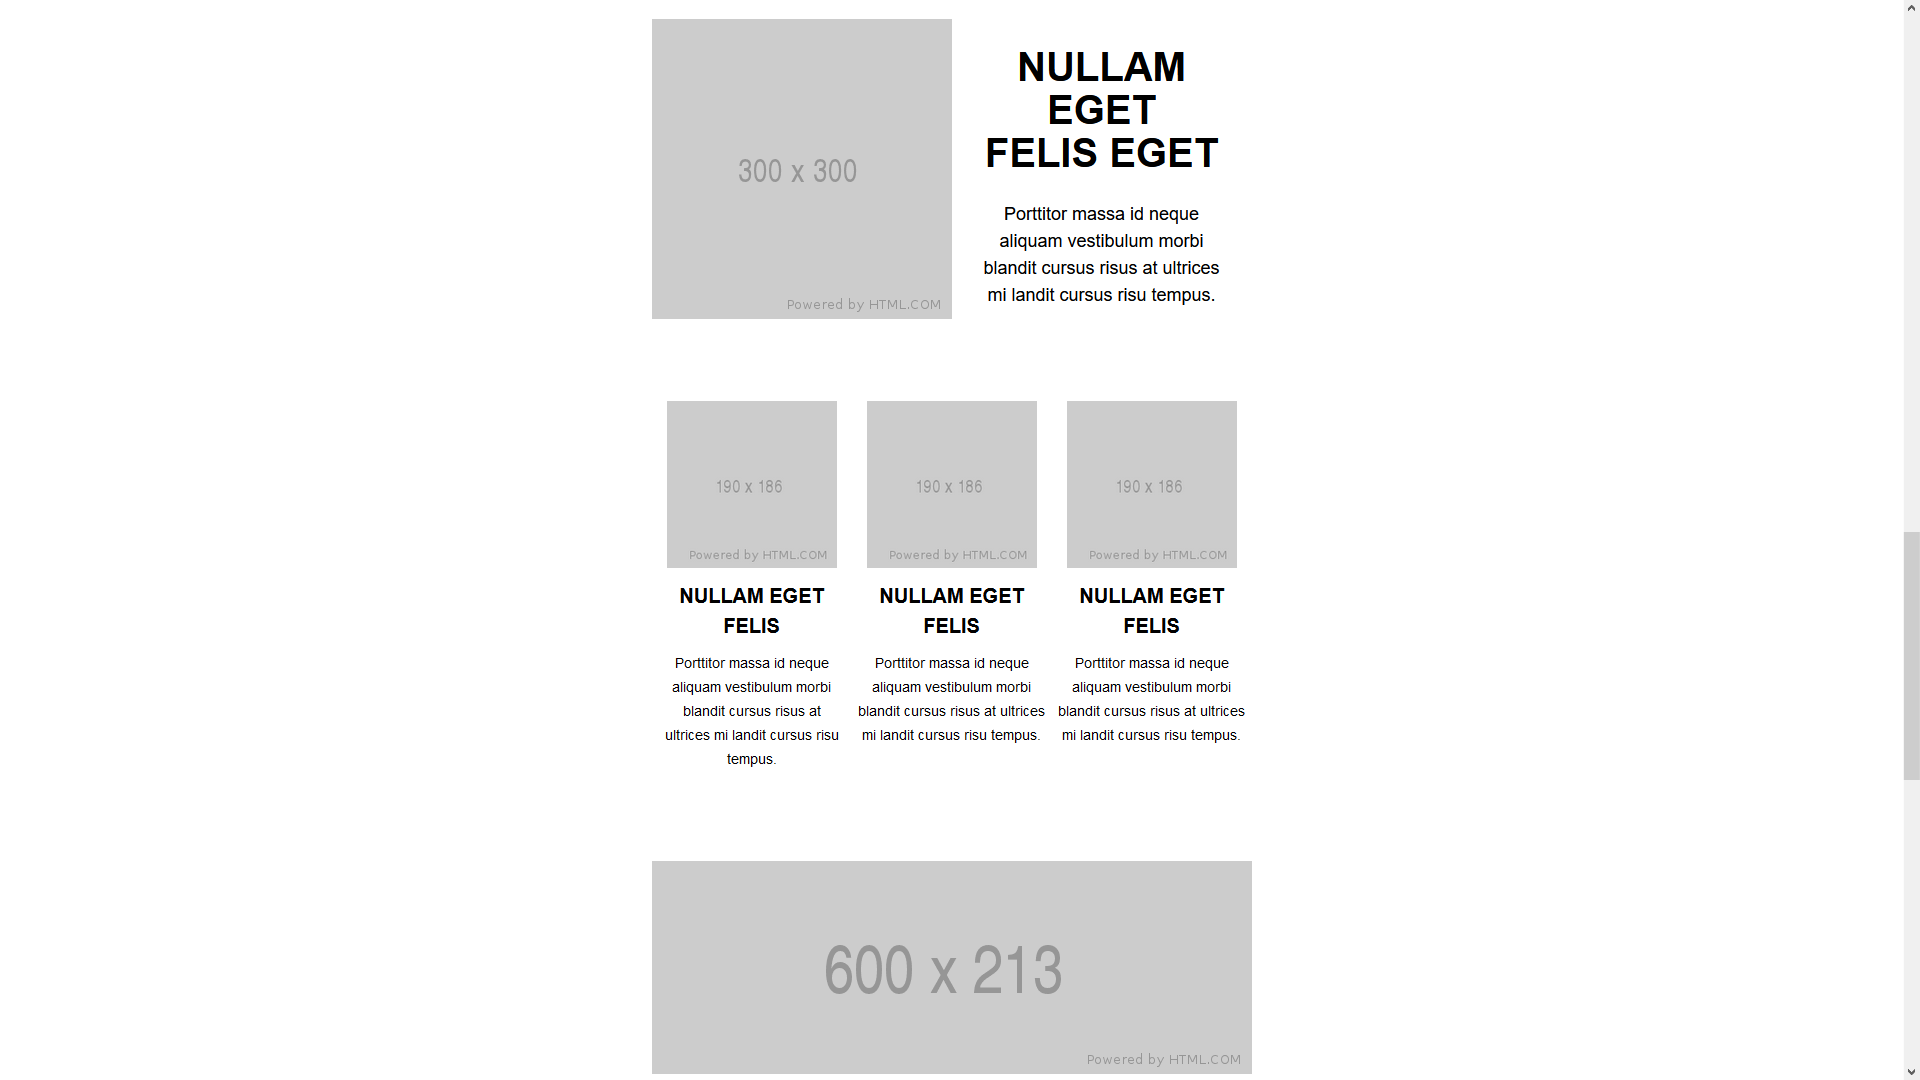 300 x 300
Powered by HTML.COM
NULLAM
EGET
FELIS EGET
Porttitor massa id neque
aliquam vestibulum morbi
blandit cursus risus at ultrices
mi landit cursus risu tempus.
190 x 186
Powered by HTML.COM
NULLAM EGET
FELIS
Porttitor massa id neque
aliquam vestibulum morbi
blandit cursus risus at
ultrices mi landit cursus risu
tempus.
190 x 186
Powered by HTML.COM
NULLAM EGET
FELIS
Porttitor massa id neque
aliquam vestibulum morbi
blandit cursus risus at ultrices
mi landit cursus risu tempus.
190 x 186
Powered by HTML.COM
NULLAM EGET
FELIS
Porttitor massa id neque
aliquam vestibulum morbi
blandit cursus risus at ultrices
mi landit cursus risu tempus.
600 x 213
Powered by HTML.COM